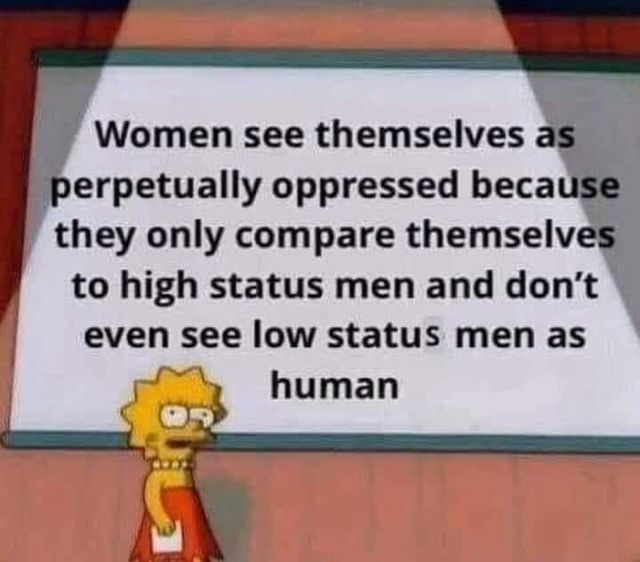 Women see themselves as
perpetually oppressed because
they only compare themselves
to high status men and don't
even see low status men as
human